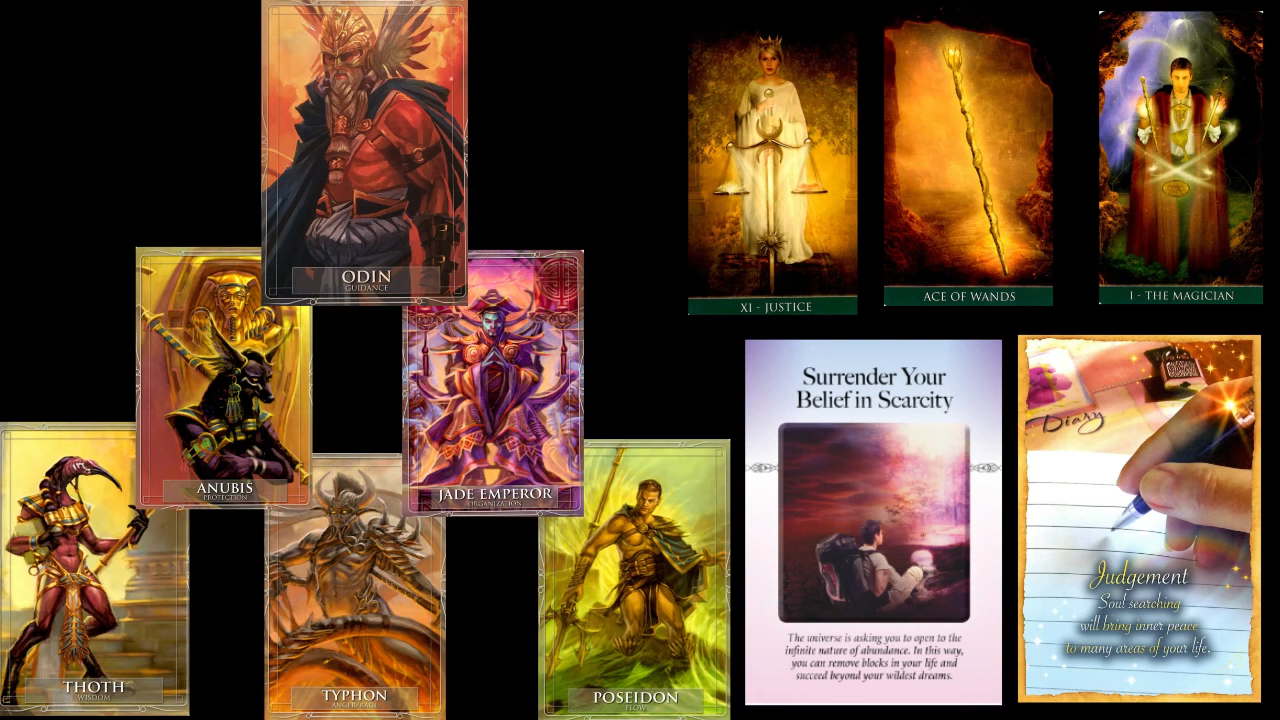 ODIN
GUIDANCE
ANUBIS
PROTECTION
JADE EMPEROR
ORGANIZATION
THOTH
WISDOM
TYPHON
ANGER/RAGE
POSEIDON
FLOW
XI - JUSTICE
ACE OF WANDS
I - THE MAGICIAN
Surrender Your
Belief in Scarcity
The universe is asking you to open to the
infinite nature of abundance. In this way,
you can remove blocks in your life and
succeed beyond your wildest dreams.
Diary
Judgement
Soul searching
will bring inner peace
to many areas of your life.